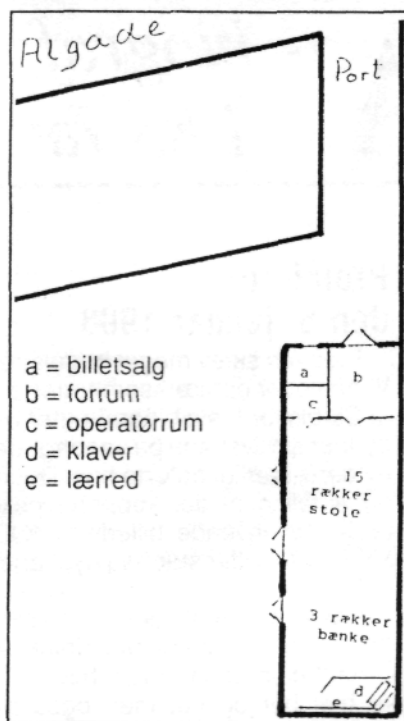 Algade
Port
a = billetsalg
b = forrum
c = operatørrum
d = klaver
e = lærred
a
b
c
15
rækker
stole
3 rækker
bænke
d
e